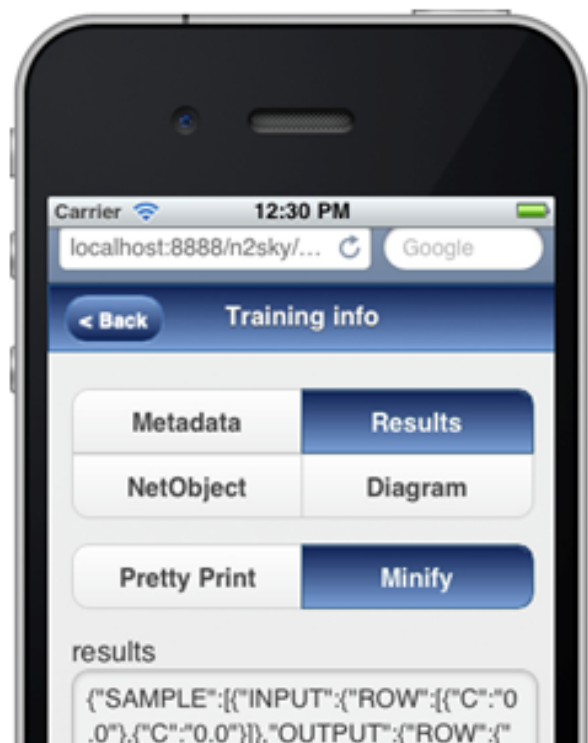 Carrier 12:30 PM
localhost:8888/n2sky/... Google
< Back Training info
Metadata Results
NetObject Diagram
Pretty Print Minify
results
{"SAMPLE":[{"INPUT":{"ROW":[{"C":"0
.0"},{"C":"0.0"}]},"OUTPUT":{"ROW":{"